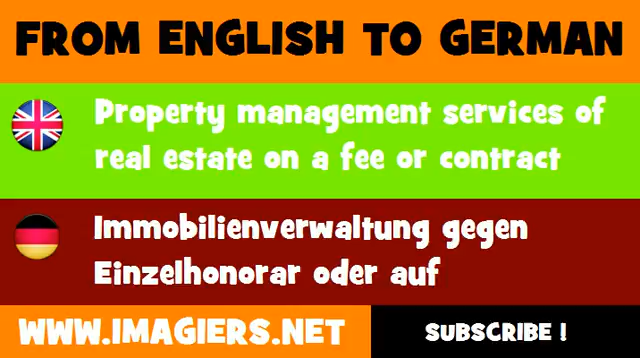 FROM ENGLISH TO GERMAN
Property management services of
real estate on a fee or contract
Immobilienverwaltung gegen
Einzelhonorar oder auf
WWW.IMAGIERS.NET
SUBSCRIBE !